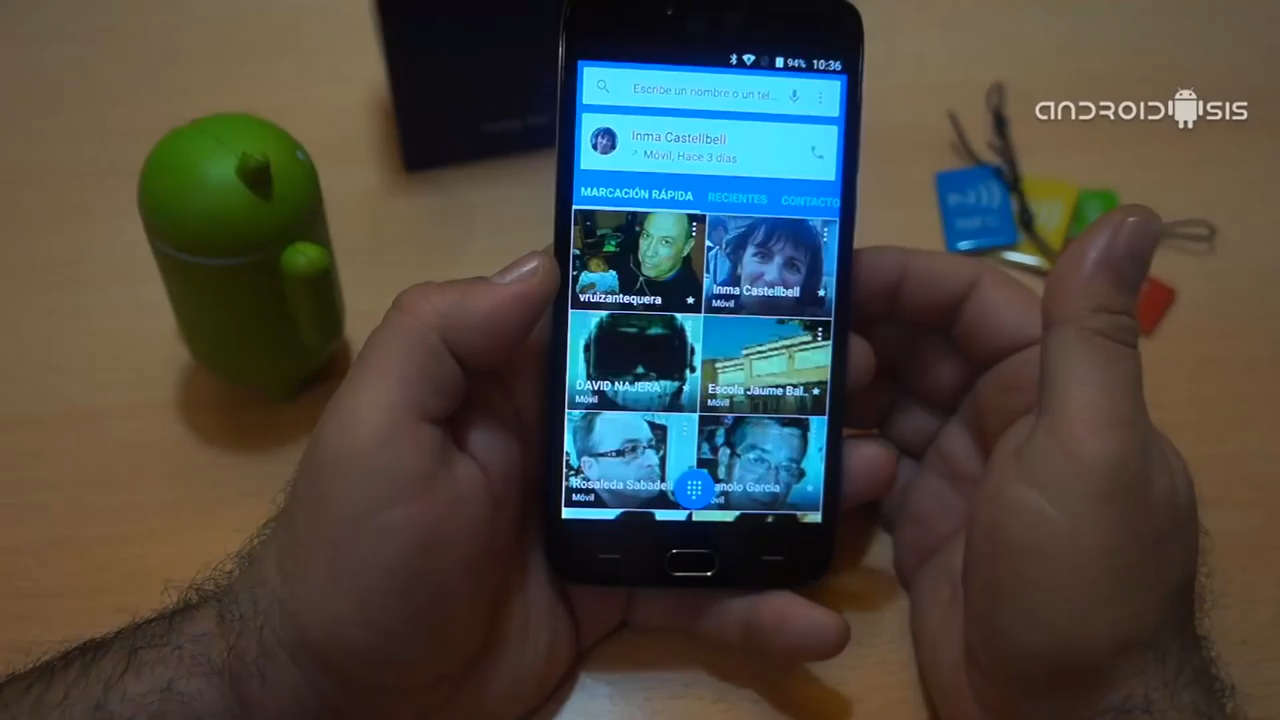 94% 10:36
Escribe un nombre o un tel...
ANDROIDSIS
Inma Castellbell
Móvil, Hace 3 días
MARCACIÓN RÁPIDA RECIENTES CONTACTO
vruizantequera
Inma Castellbell
Móvil
DAVID NAJERA
Móvil
Escola Jaume Bal..
Móvil
Rosaleda Sabadell
Móvil
anolo Garcia
óvil